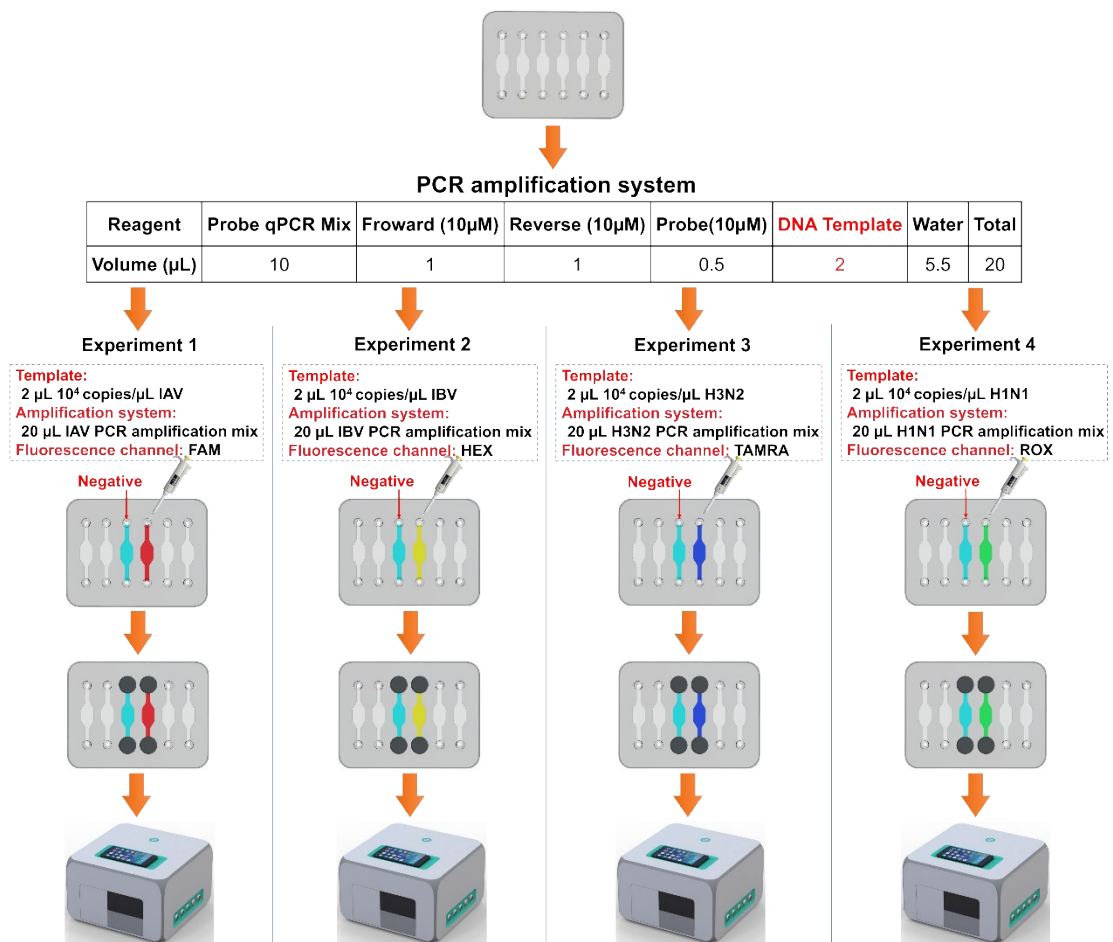 PCR amplification system
Reagent Probe qPCR Mix Froward (10μM) Reverse (10μM) Probe(10μM) DNA Template Water Total
Volume (μL) 10 1 1 0.5 2 5.5 20
Experiment 1
Template:
2 μL 10⁴ copies/μL IAV
Amplification system:
20 μL IAV PCR amplification mix
Fluorescence channel: FAM
Negative
Experiment 2
Template:
2 μL 10⁴ copies/μL IBV
Amplification system:
20 μL IBV PCR amplification mix
Fluorescence channel: HEX
Negative
Experiment 3
Template:
2 μL 10⁴ copies/μL H3N2
Amplification system:
20 μL H3N2 PCR amplification mix
Fluorescence channel: TAMRA
Negative
Experiment 4
Template:
2 μL 10⁴ copies/μL H1N1
Amplification system:
20 μL H1N1 PCR amplification mix
Fluorescence channel: ROX
Negative